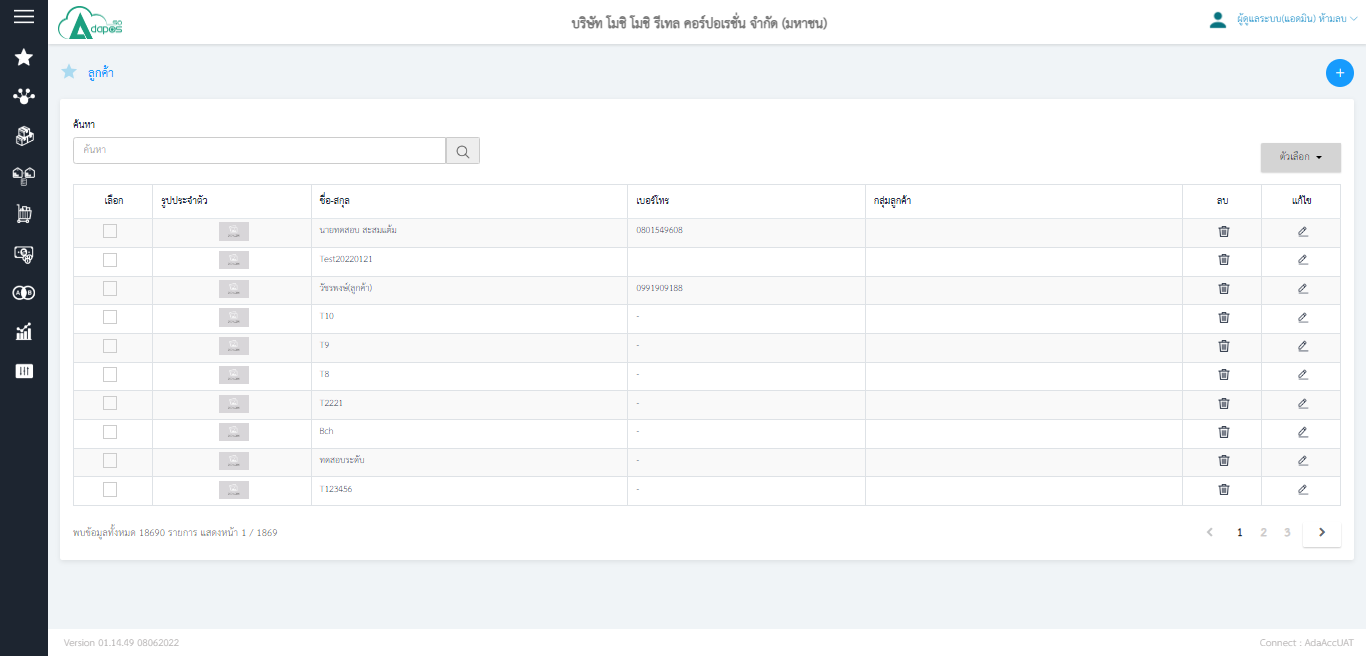 Adapos
บริษัท โมชิ โมชิ รีเทล คอร์ปอเรชั่น จำกัด (มหาชน)
ผู้ดูแลระบบ(แอดมิน) ห้ามลบ
ลูกค้า
+
ค้นหา
ค้นหา
ตัวเลือก
เลือก รูปประจำตัว ชื่อ-สกุล เบอร์โทร กลุ่มลูกค้า ลบ แก้ไข
นายทดสอบ สะสมแต้ม 0801549608
Test20220121
วัชรพงษ์(ลูกค้า) 0991909188
T10 -
T9 -
T8 -
T2221 -
Bch -
ทดสอบระดับ -
T123456 -
พบข้อมูลทั้งหมด 18690 รายการ แสดงหน้า 1 / 1869
1 2 3
Version 01.14.49 08062022
Connect : AdaAccUAT